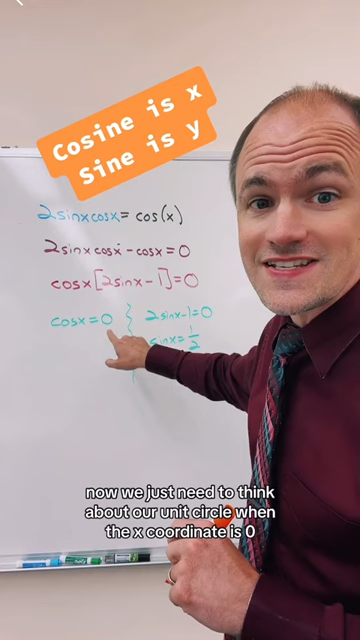 Cosine is x
Sine is y
2sinxcosx = cos(x)
2sinxcosx - cosx = 0
cosx[2sinx - 1] = 0
cosx = 0 } 2sinx - 1 = 0
sinx = 1/2
now we just need to think
about our unit circle when
the x coordinate is 0